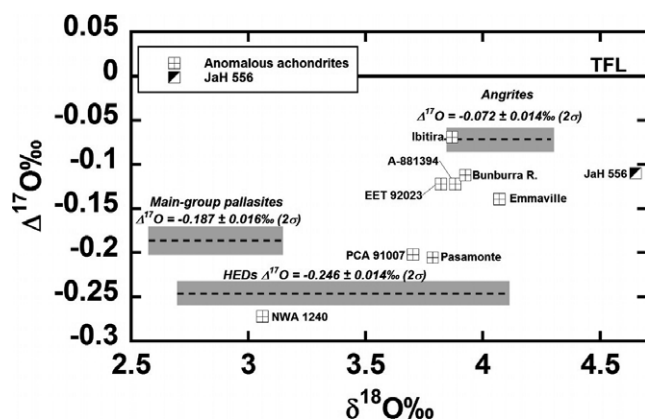 0.05
0
-0.05
-0.1
-0.15
-0.2
-0.25
-0.3
Δ¹⁷O‰
Anomalous achondrites
JaH 556
TFL
Angrites
Δ¹⁷O = -0.072 ± 0.014‰ (2σ)
Ibitira
A-881394
Bunburra R.
JaH 556
EET 92023
Emmaville
Main-group pallasites
Δ¹⁷O = -0.187 ± 0.016‰ (2σ)
PCA 91007
Pasamonte
HEDs Δ¹⁷O = -0.246 ± 0.014‰ (2σ)
NWA 1240
2.5 3 3.5 4 4.5
δ¹⁸O‰